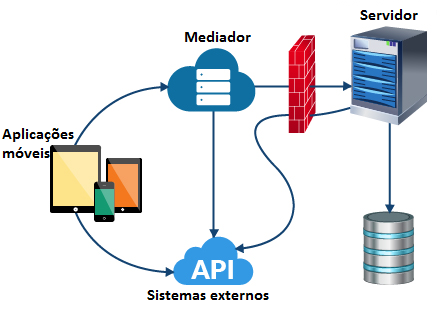 Servidor
Mediador
Aplicações
móveis
API
Sistemas externos